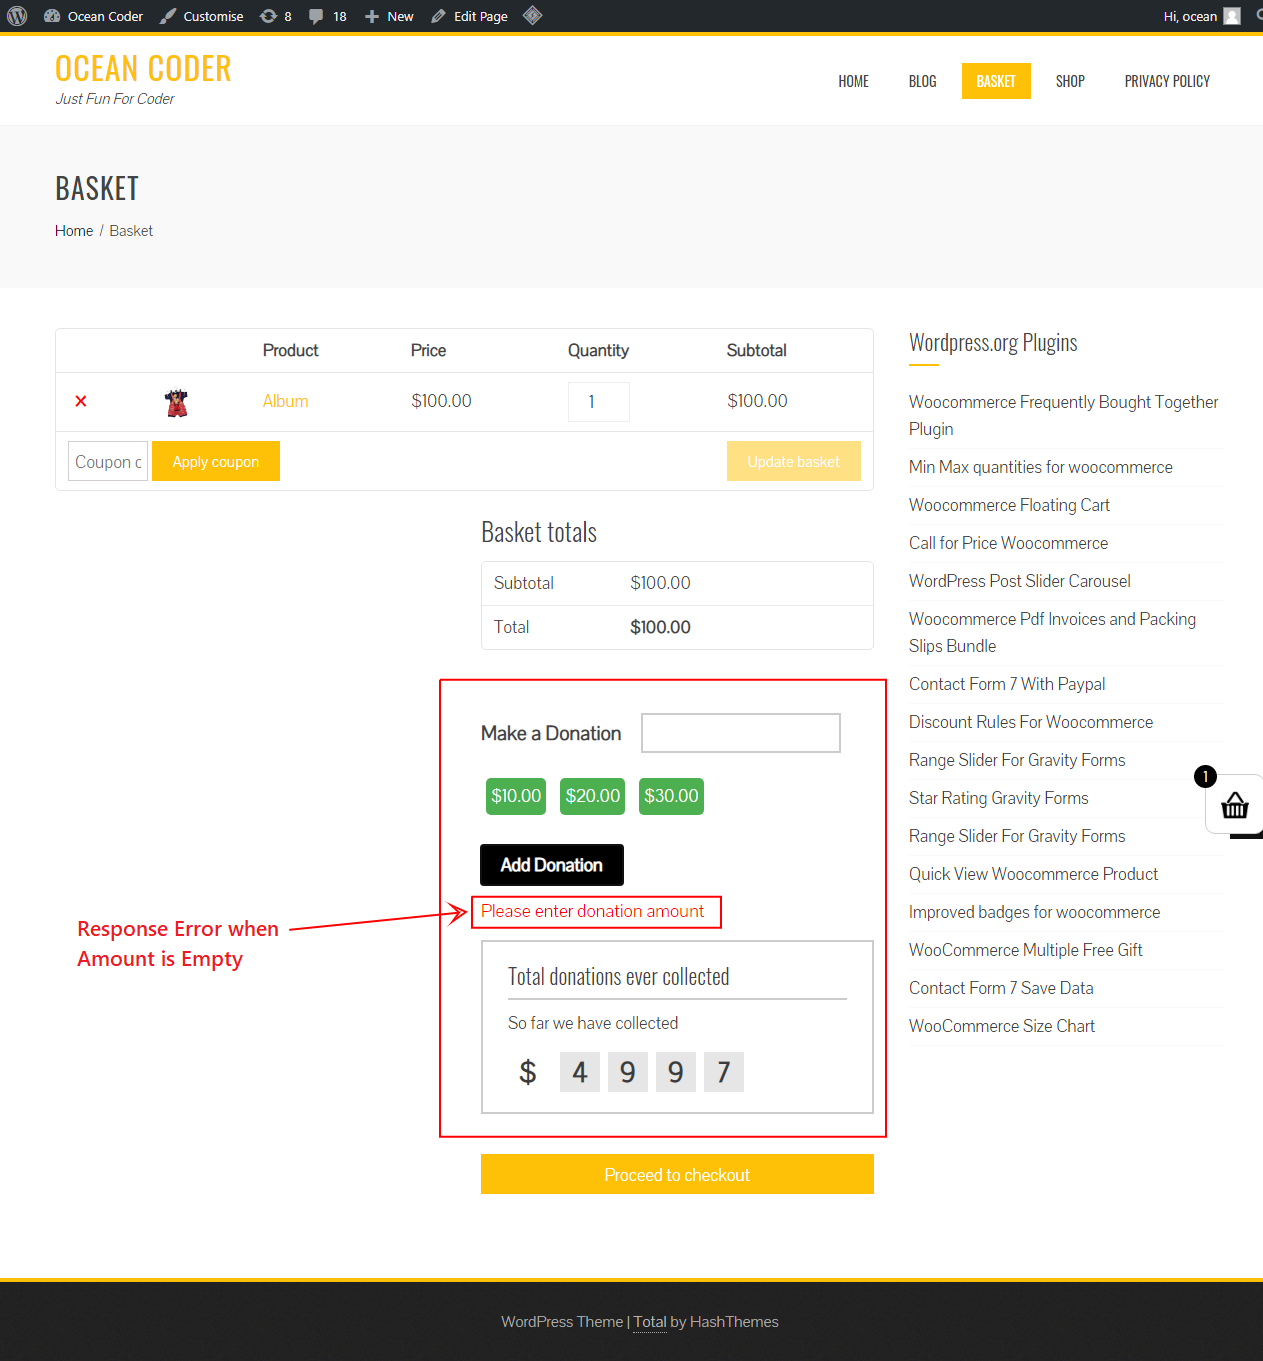 Ocean Coder Customise 8 18 New Edit Page Hi, ocean
OCEAN CODER
Just Fun For Coder
HOME BLOG BASKET SHOP PRIVACY POLICY
BASKET
Home / Basket
Product Price Quantity Subtotal
× Album $100.00 1 $100.00
Coupon c Apply coupon Update basket
Basket totals
Subtotal $100.00
Total $100.00
Make a Donation
$10.00 $20.00 $30.00
Add Donation
Please enter donation amount
Response Error when
Amount is Empty
Total donations ever collected
So far we have collected
$ 4 9 9 7
Proceed to checkout
Wordpress.org Plugins
Woocommerce Frequently Bought Together
Plugin
Min Max quantities for woocommerce
Woocommerce Floating Cart
Call for Price Woocommerce
WordPress Post Slider Carousel
Woocommerce Pdf Invoices and Packing
Slips Bundle
Contact Form 7 With Paypal
Discount Rules For Woocommerce
Range Slider For Gravity Forms
Star Rating Gravity Forms
Range Slider For Gravity Forms
Quick View Woocommerce Product
Improved badges for woocommerce
WooCommerce Multiple Free Gift
Contact Form 7 Save Data
WooCommerce Size Chart
1
WordPress Theme | Total by HashThemes